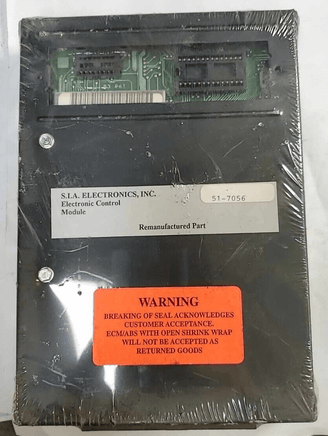 S.I.A. ELECTRONICS, INC.
Electronic Control
Module
51-7056
Remanufactured Part
WARNING
BREAKING OF SEAL ACKNOWLEDGES
CUSTOMER ACCEPTANCE.
ECM/ABS WITH OPEN SHRINK WRAP
WILL NOT BE ACCEPTED AS
RETURNED GOODS